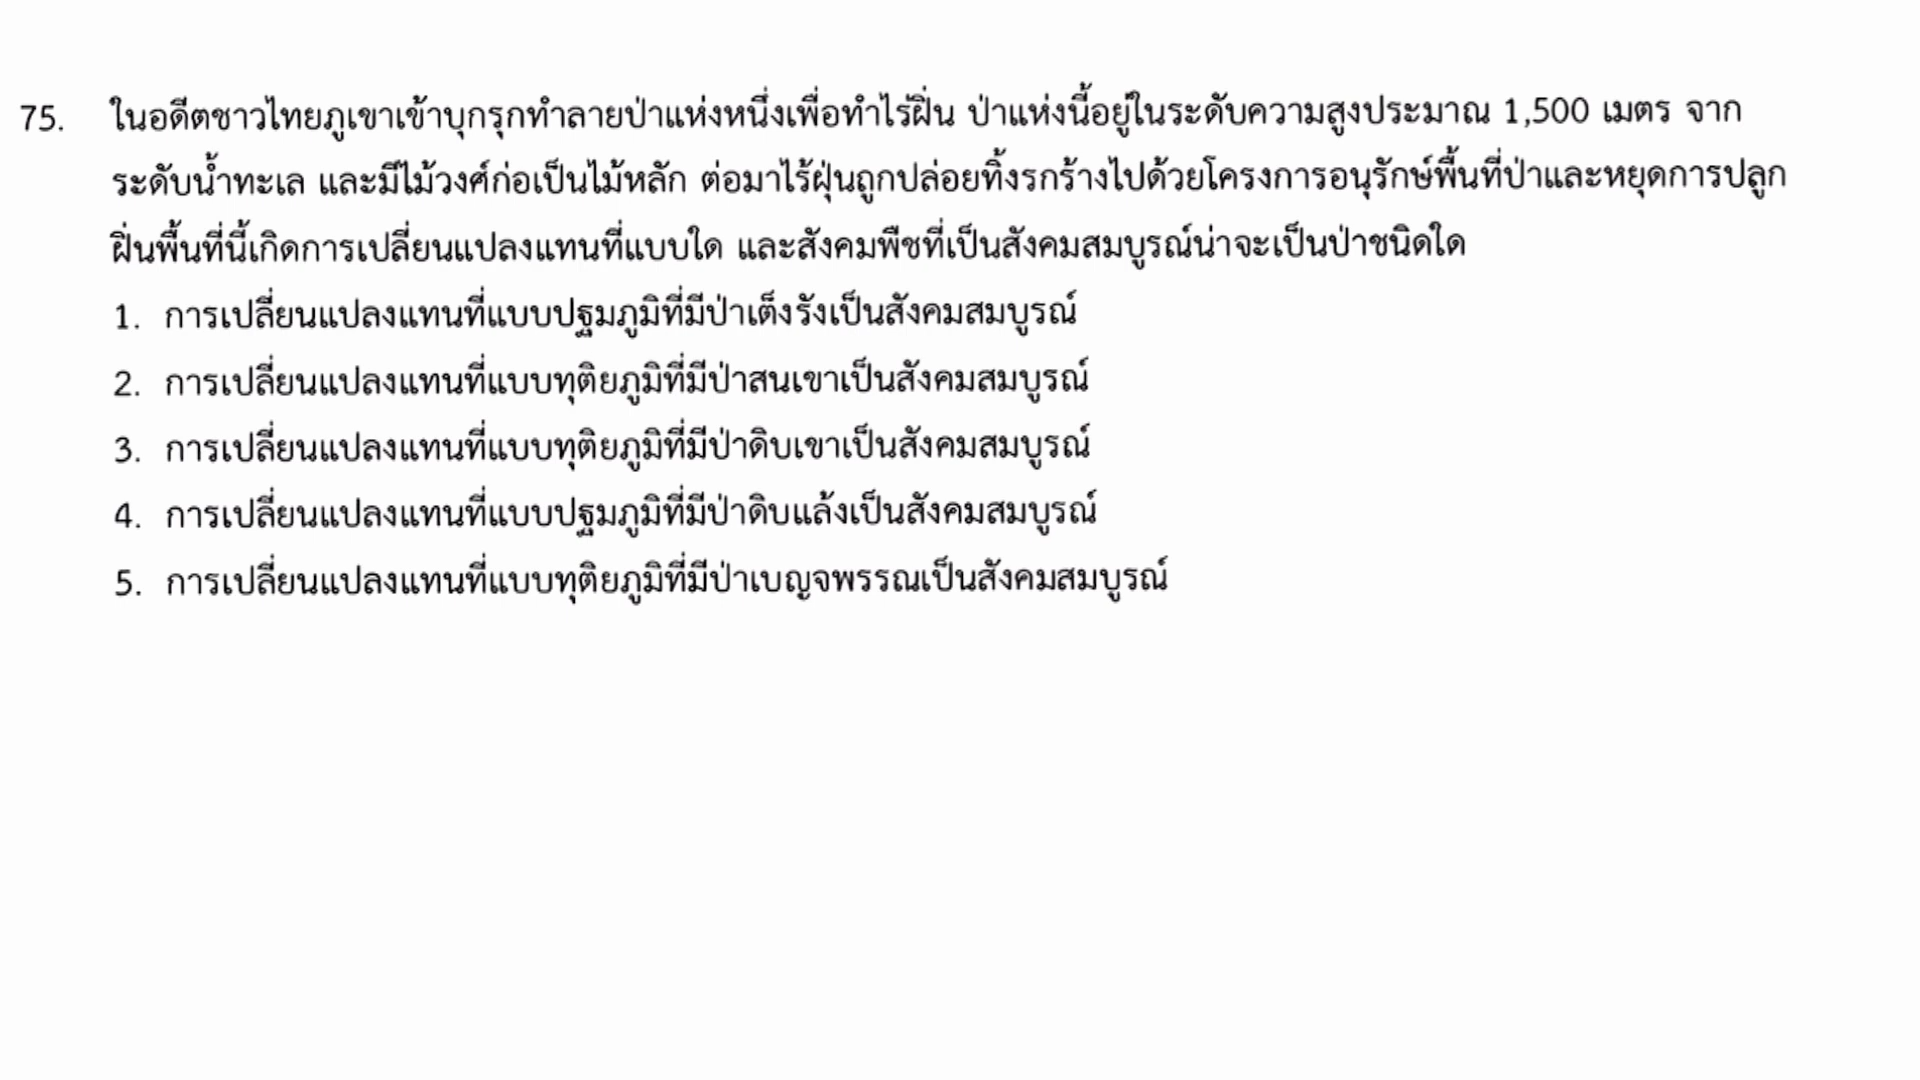 75. ในอดีตชาวไทยภูเขาเข้าบุกรุกทำลายป่าแห่งหนึ่งเพื่อทำไร่ฝิ่น ป่าแห่งนี้อยู่ในระดับความสูงประมาณ 1,500 เมตร จาก
ระดับน้ำทะเล และมีไม้วงศ์ก่อเป็นไม้หลัก ต่อมาไร้ฝุ่นถูกปล่อยทิ้งรกร้างไปด้วยโครงการอนุรักษ์พื้นที่ป่าและหยุดการปลูก
ฝิ่นพื้นที่นี้เกิดการเปลี่ยนแปลงแทนที่แบบใด และสังคมพืชที่เป็นสังคมสมบูรณ์น่าจะเป็นป่าชนิดใด
1. การเปลี่ยนแปลงแทนที่แบบปฐมภูมิที่มีป่าเต็งรังเป็นสังคมสมบูรณ์
2. การเปลี่ยนแปลงแทนที่แบบทุติยภูมิที่มีป่าสนเขาเป็นสังคมสมบูรณ์
3. การเปลี่ยนแปลงแทนที่แบบทุติยภูมิที่มีป่าดิบเขาเป็นสังคมสมบูรณ์
4. การเปลี่ยนแปลงแทนที่แบบปฐมภูมิที่มีป่าดิบแล้งเป็นสังคมสมบูรณ์
5. การเปลี่ยนแปลงแทนที่แบบทุติยภูมิที่มีป่าเบญจพรรณเป็นสังคมสมบูรณ์